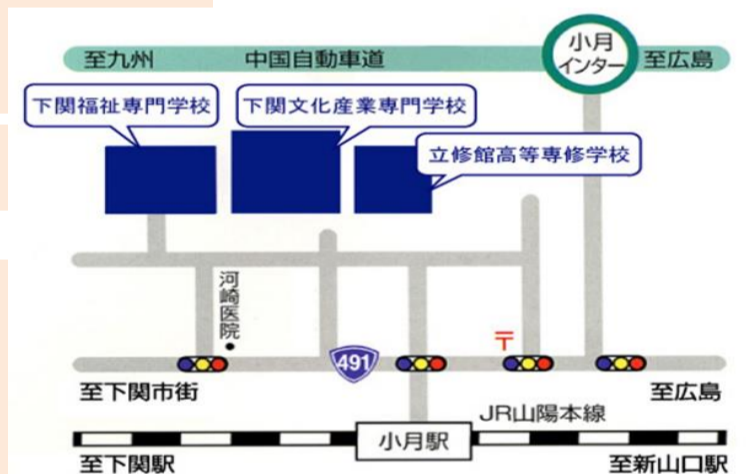 小月
インター
至九州
中国自動車道
至広島
下関福祉専門学校
下関文化産業専門学校
立修館高等専修学校
河崎医院
〒
491
至下関市街
至広島
JR山陽本線
小月駅
至下関駅
至新山口駅